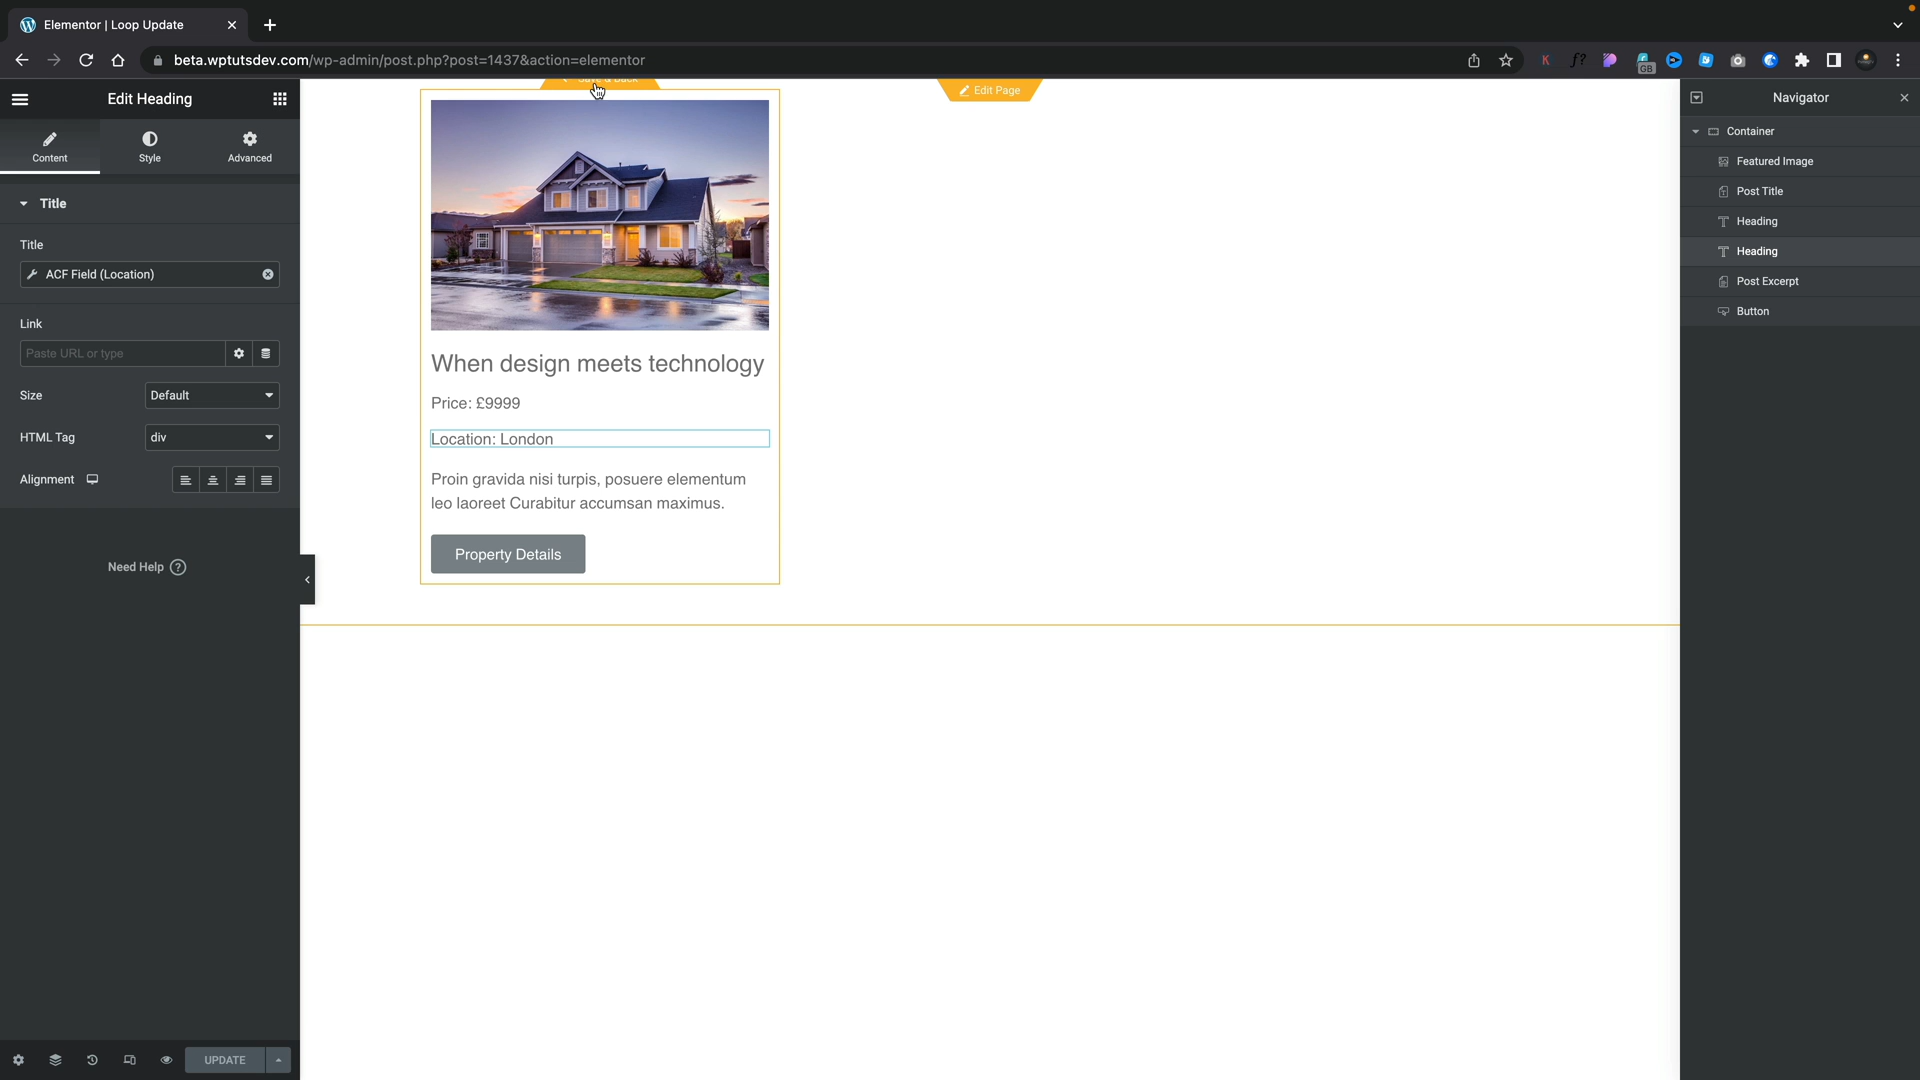 Elementor | Loop Update
beta.wptutsdev.com/wp-admin/post.php?post=1437&action=elementor
K
f?
GB
Edit Heading
Content
Style
Advanced
Title
Title
ACF Field (Location)
Link
Paste URL or type
Size
Default
HTML Tag
div
Alignment
Need Help ?
UPDATE
Save & Back
Edit Page
When design meets technology
Price: £9999
Location: London
Proin gravida nisi turpis, posuere elementum
leo laoreet Curabitur accumsan maximus.
Property Details
Navigator
Container
Featured Image
Post Title
Heading
Heading
Post Excerpt
Button